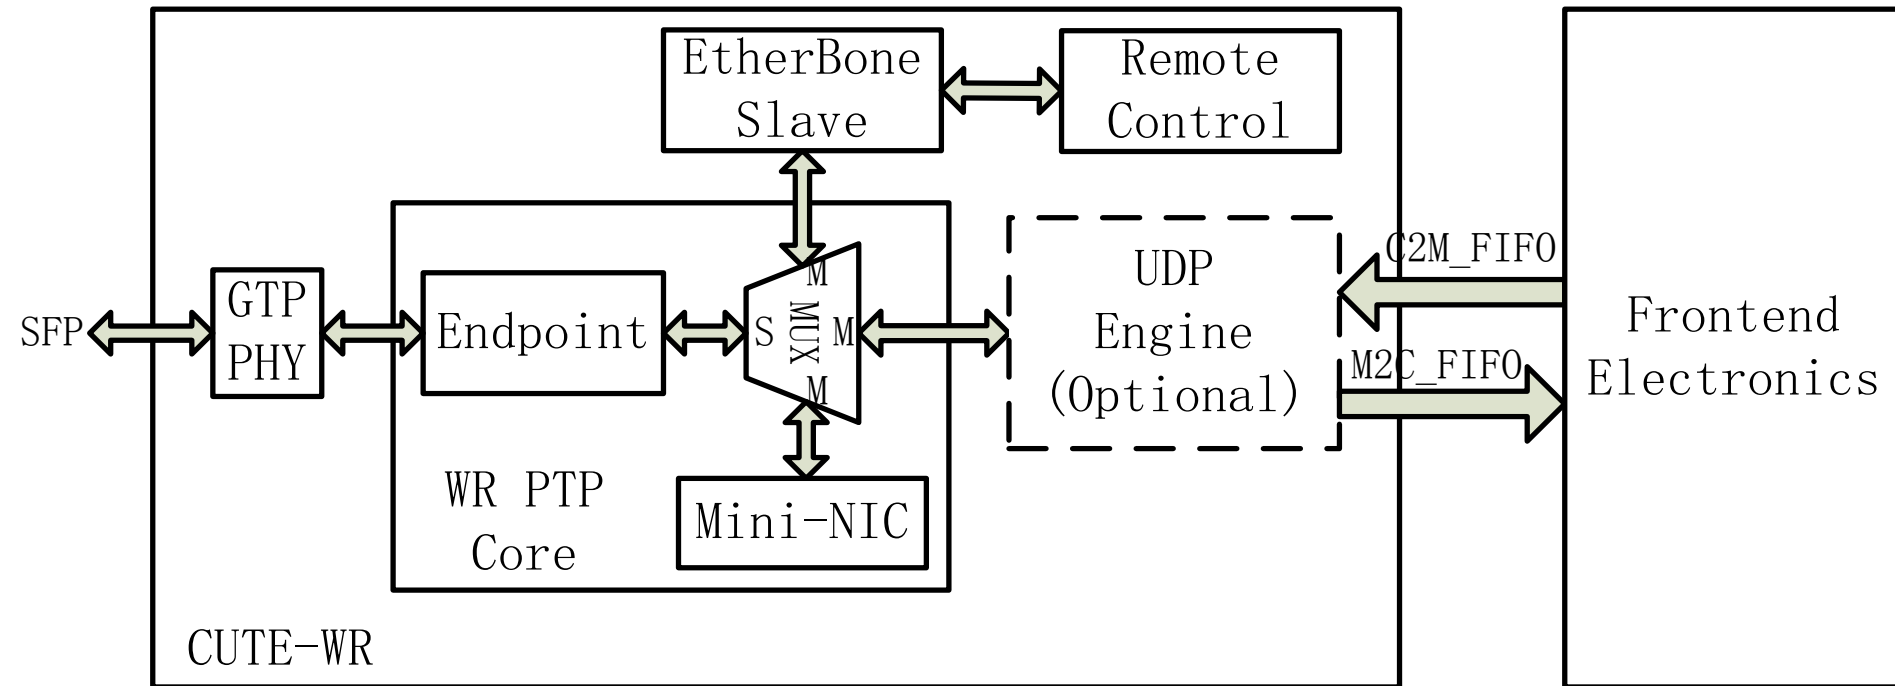 EtherBone
Slave
Remote
Control
SFP
GTP
PHY
Endpoint
S
MUX
M
M
M
UDP
Engine
(Optional)
C2M_FIFO
M2C_FIFO
Frontend
Electronics
WR PTP
Core
Mini-NIC
CUTE-WR